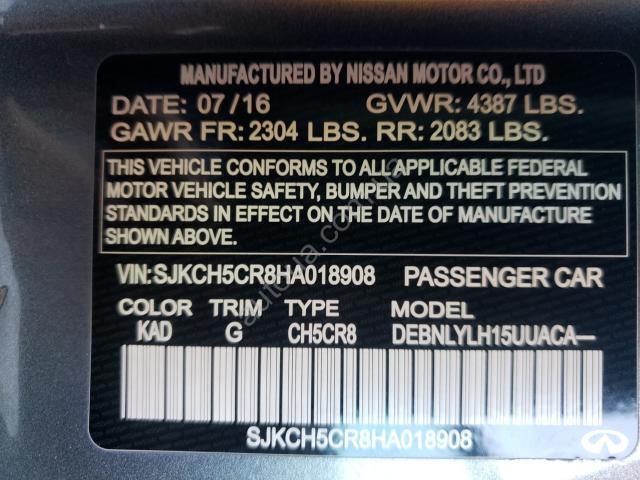 MANUFACTURED BY NISSAN MOTOR CO., LTD
DATE: 07/16 GVWR: 4387 LBS.
GAWR FR: 2304 LBS. RR: 2083 LBS.
THIS VEHICLE CONFORMS TO ALL APPLICABLE FEDERAL
MOTOR VEHICLE SAFETY, BUMPER AND THEFT PREVENTION
STANDARDS IN EFFECT ON THE DATE OF MANUFACTURE
SHOWN ABOVE.
VIN:SJKCH5CR8HA018908 PASSENGER CAR
COLOR TRIM TYPE MODEL
KAD G CH5CR8 DEBNLYLH15UUACA—
SJKCH5CR8HA018908